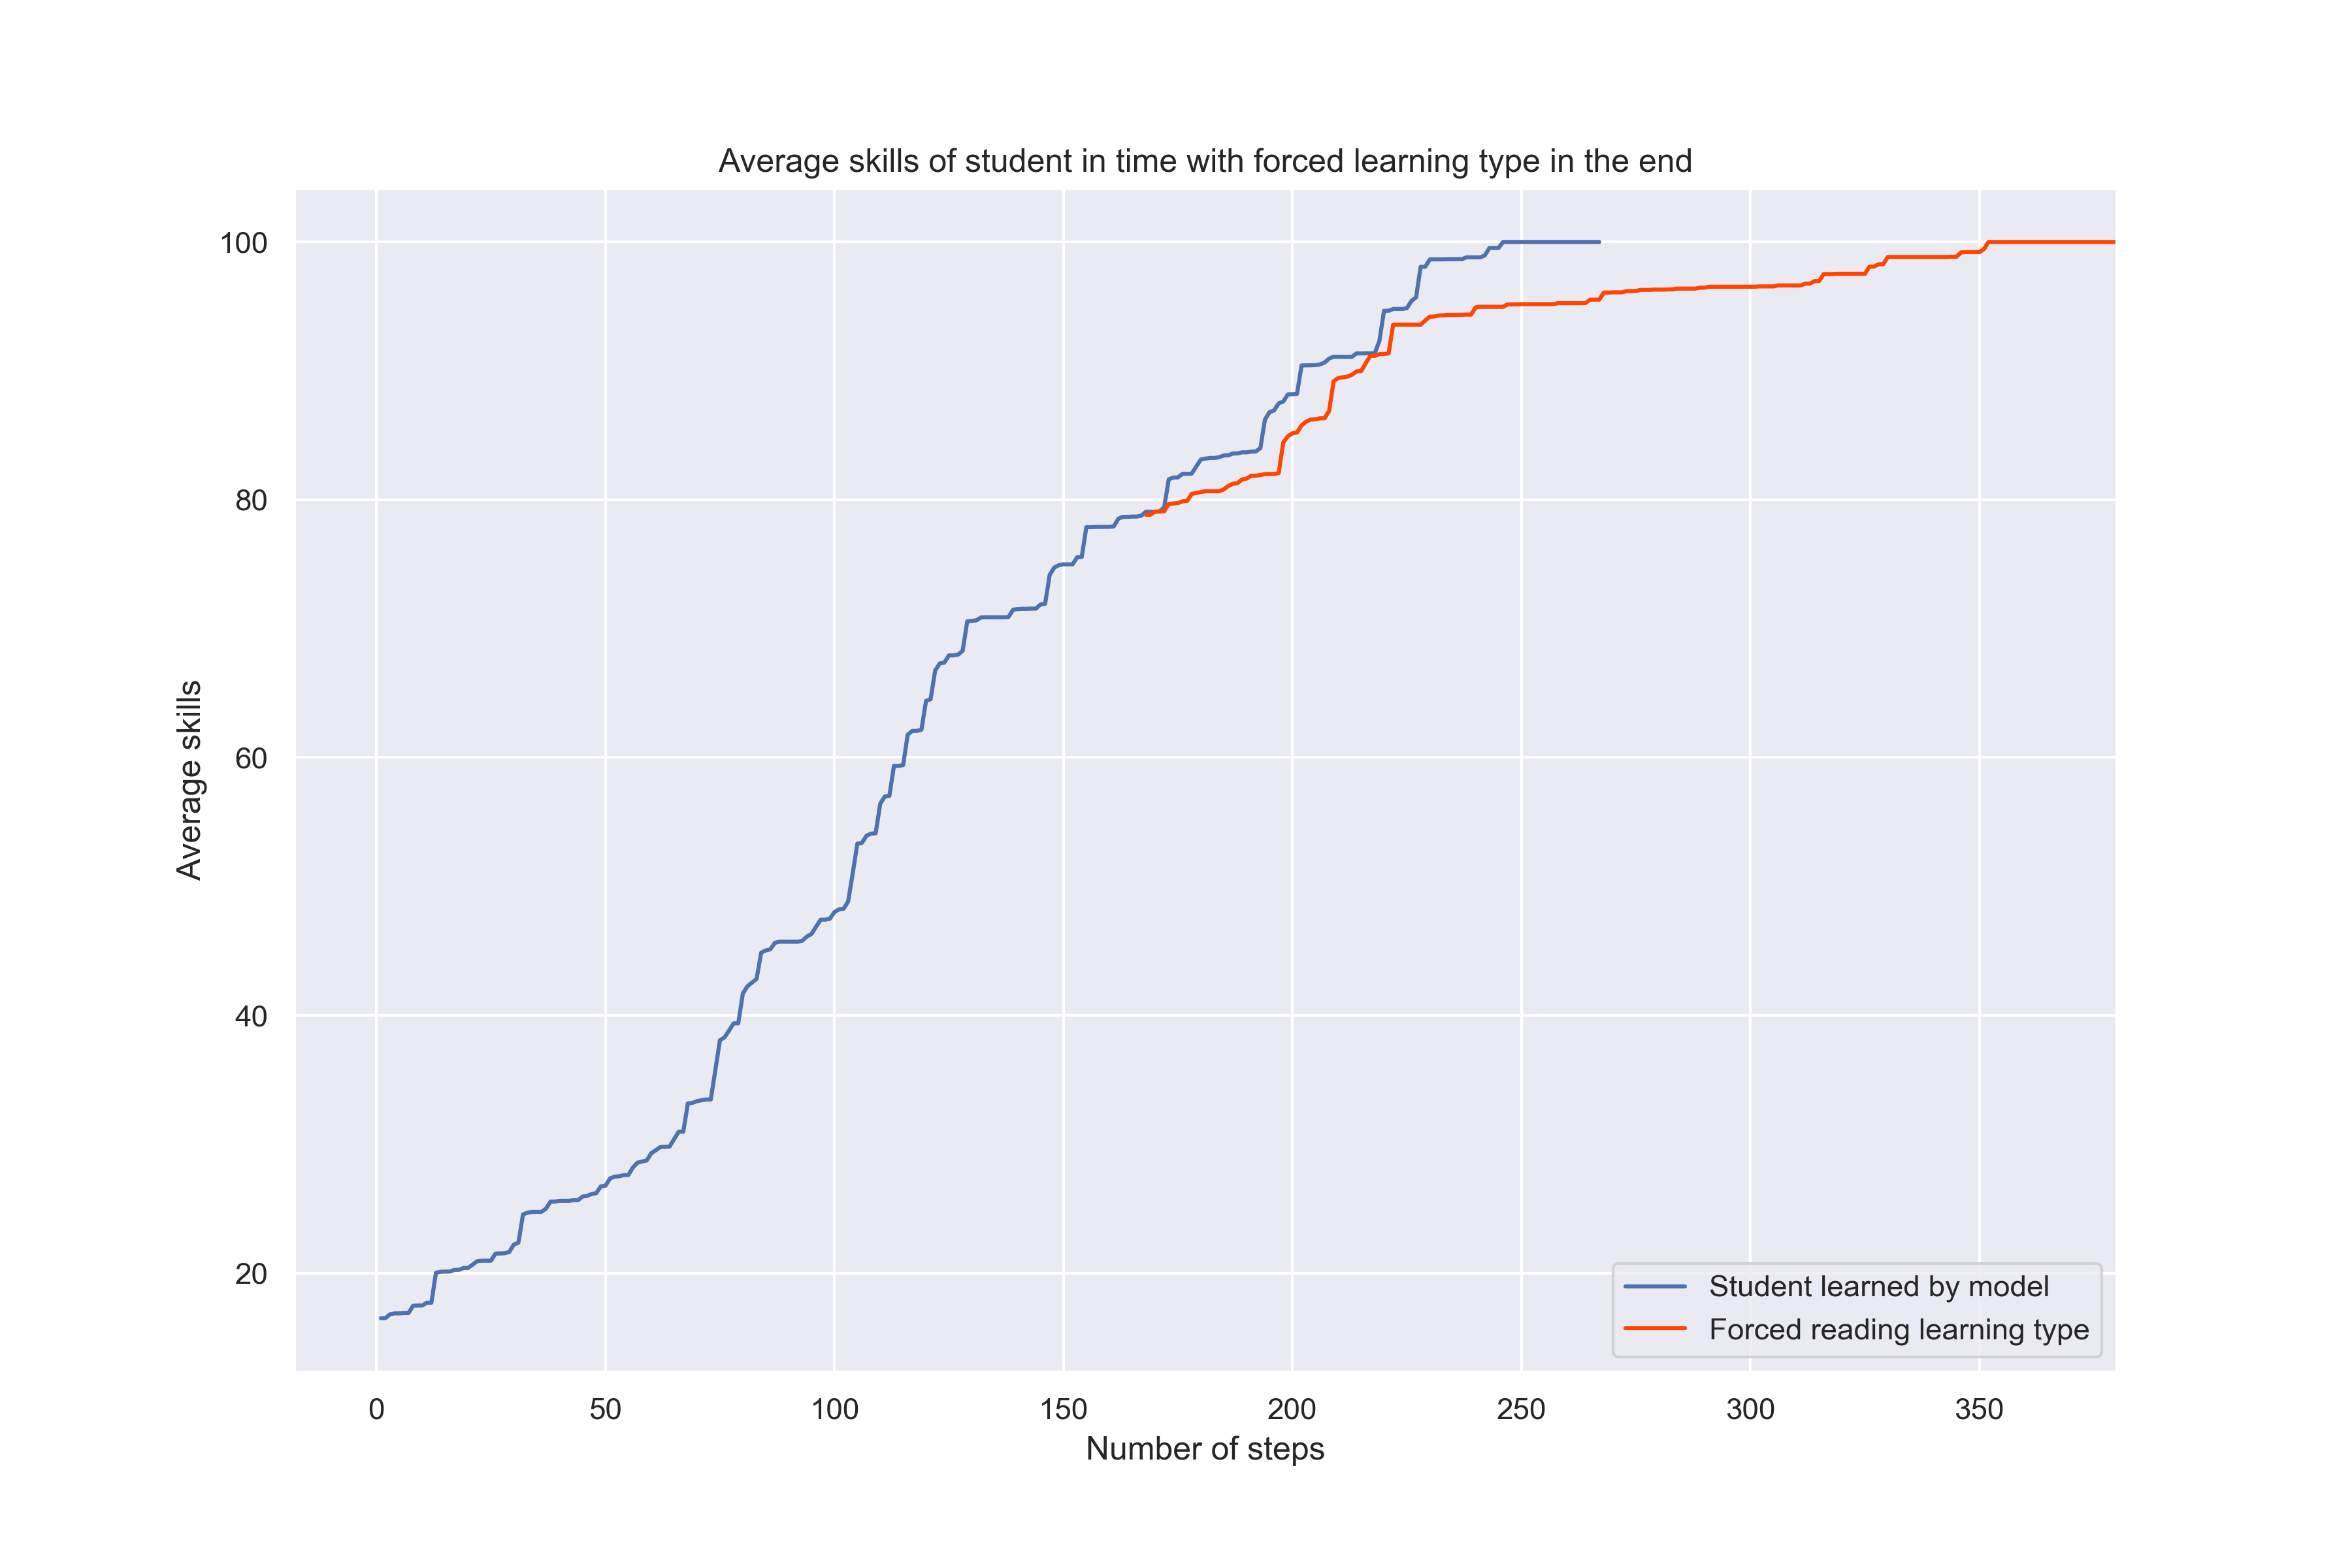 Average skills of student in time with forced learning type in the end
100
80
60
40
20
Average skills
0 50 100 150 200 250 300 350
Number of steps
Student learned by model
Forced reading learning type